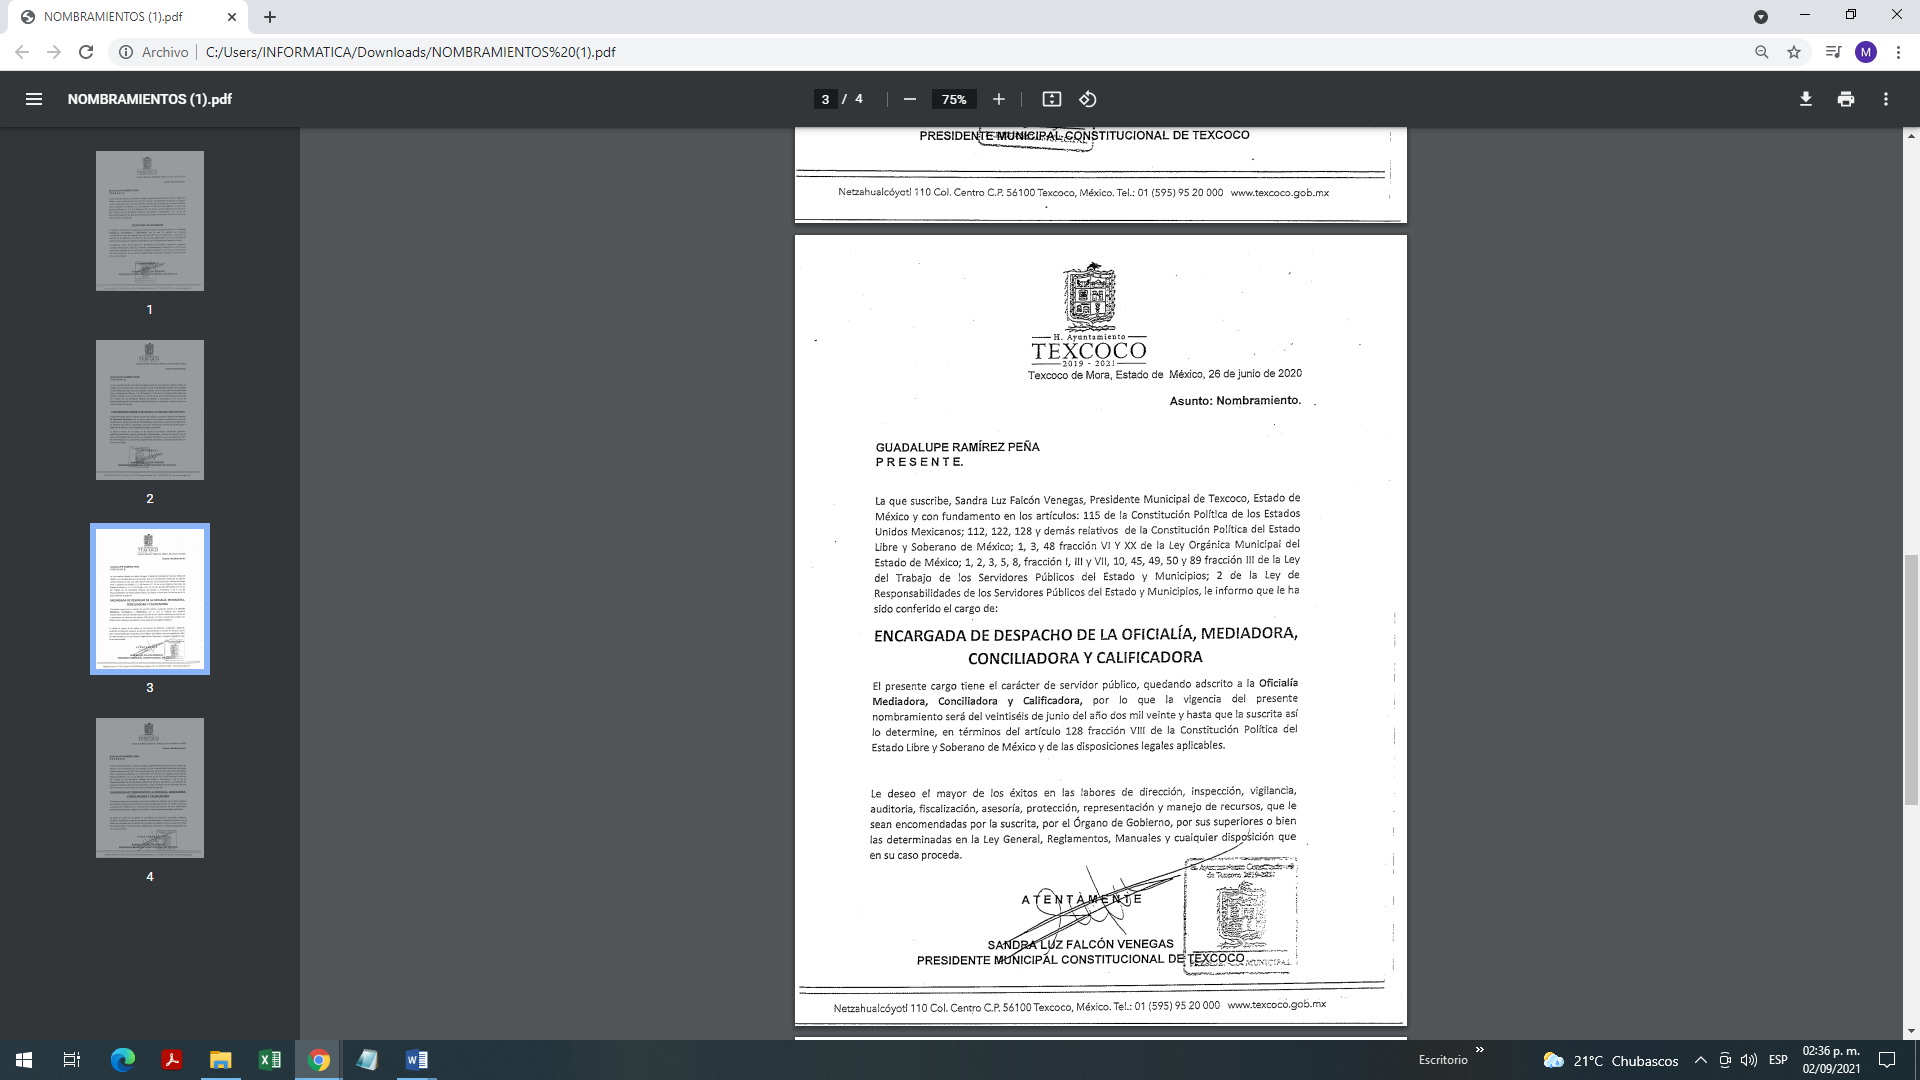 NOMBRAMIENTOS (1).pdf
Archivo
C:/Users/INFORMATICA/Downloads/NOMBRAMIENTOS%20(1).pdf
M
NOMBRAMIENTOS (1).pdf
3 / 4
75%
PRESIDENTE MUNICIPAL CONSTITUCIONAL DE TEXCOCO
Netzahualcóyotl 110 Col. Centro C.P. 56100 Texcoco, México. Tel.: 01 (595) 95 20 000 www.texcoco.gob.mx
1
2
3
4
H. Ayuntamiento
TEXCOCO
2019 - 2021
Texcoco de Mora, Estado de México, 26 de junio de 2020
Asunto: Nombramiento.
GUADALUPE RAMÍREZ PEÑA
P R E S E N T E.
La que suscribe, Sandra Luz Falcón Venegas, Presidente Municipal de Texcoco, Estado de
México y con fundamento en los artículos: 115 de la Constitución Política de los Estados
Unidos Mexicanos; 112, 122, 128 y demás relativos de la Constitución Política del Estado
Libre y Soberano de México; 1, 3, 48 fracción VI Y XX de la Ley Orgánica Municipal del
Estado de México; 1, 2, 3, 5, 8, fracción I, III y VII, 10, 45, 49, 50 y 89 fracción III de la Ley
del Trabajo de los Servidores Públicos del Estado y Municipios; 2 de la Ley de
Responsabilidades de los Servidores Públicos del Estado y Municipios, le informo que le ha
sido conferido el cargo de:
ENCARGADA DE DESPACHO DE LA OFICIALÍA, MEDIADORA,
CONCILIADORA Y CALIFICADORA
El presente cargo tiene el carácter de servidor público, quedando adscrito a la Oficialía
Mediadora, Conciliadora y Calificadora, por lo que la vigencia del presente
nombramiento será del veintiséis de junio del año dos mil veinte y hasta que la suscrita así
lo determine, en términos del artículo 128 fracción VIII de la Constitución Política del
Estado Libre y Soberano de México y de las disposiciones legales aplicables.
Le deseo el mayor de los éxitos en las labores de dirección, inspección, vigilancia,
auditoria, fiscalización, asesoría, protección, representación y manejo de recursos, que le
sean encomendadas por la suscrita, por el Órgano de Gobierno, por sus superiores o bien
las determinadas en la Ley General, Reglamentos, Manuales y cualquier disposición que
en su caso proceda.
H. Ayuntamiento Constitucional
de Texcoco 2019-2021
A T E N T A M E N T E
SANDRA LUZ FALCÓN VENEGAS
PRESIDENTE MUNICIPAL CONSTITUCIONAL DE TEXCOCO
PRESIDENCIA MUNICIPAL
Netzahualcóyotl 110 Col. Centro C.P. 56100 Texcoco, México. Tel.: 01 (595) 95 20 000 www.texcoco.gob.mx
Escritorio
21°C Chubascos
ESP
02:36 p. m.
02/09/2021